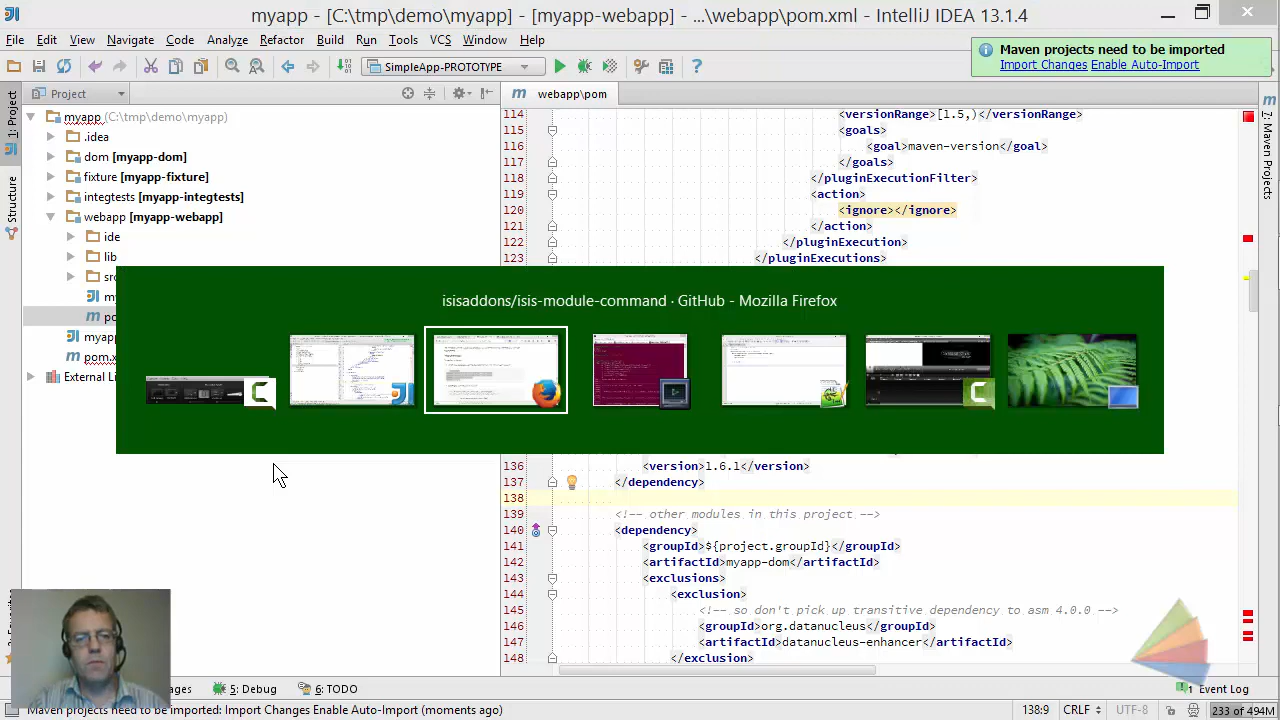 myapp - [C:\tmp\demo\myapp] - [myapp-webapp] - ...\webapp\pom.xml - IntelliJ IDEA 13.1.4
File Edit View Navigate Code Analyze Refactor Build Run Tools VCS Window Help
Maven projects need to be imported
Import Changes Enable Auto-Import
SimpleApp-PROTOTYPE
Project
webapp\pom
1: Project
Structure
7: Maven Projects
myapp (C:\tmp\demo\myapp)
.idea
dom [myapp-dom]
fixture [myapp-fixture]
integtests [myapp-integtests]
webapp [myapp-webapp]
ide
lib
External Li
114 <versionRange>[1.5,)</versionRange>
115 <goals>
116 <goal>maven-version</goal>
117 </goals>
118 </pluginExecutionFilter>
119 <action>
120 <ignore></ignore>
121 </action>
122 </pluginExecution>
123 </pluginExecutions>
isisaddons/isis-module-command · GitHub - Mozilla Firefox
136 <version>1.6.1</version>
137 </dependency>
138
139 <!-- other modules in this project -->
140 <dependency>
141 <groupId>${project.groupId}</groupId>
142 <artifactId>myapp-dom</artifactId>
143 <exclusions>
144 <exclusion>
145 <!-- so don't pick up transitive dependency to asm 4.0.0 -->
146 <groupId>org.datanucleus</groupId>
147 <artifactId>datanucleus-enhancer</artifactId>
148 </exclusion>
5: Debug 6: TODO 1 Event Log
Maven projects need to be imported: Import Changes Enable Auto-Import (moments ago) 138:9 CRLF UTF-8 233 of 494M